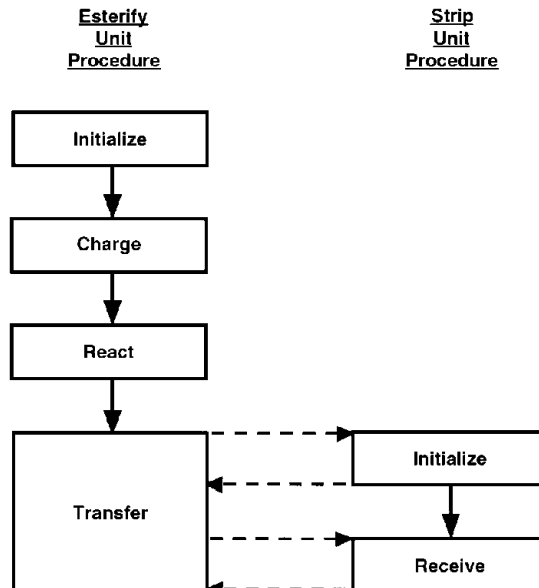 Esterify
Unit
Procedure
Strip
Unit
Procedure
Initialize
Charge
React
Transfer
Initialize
Receive